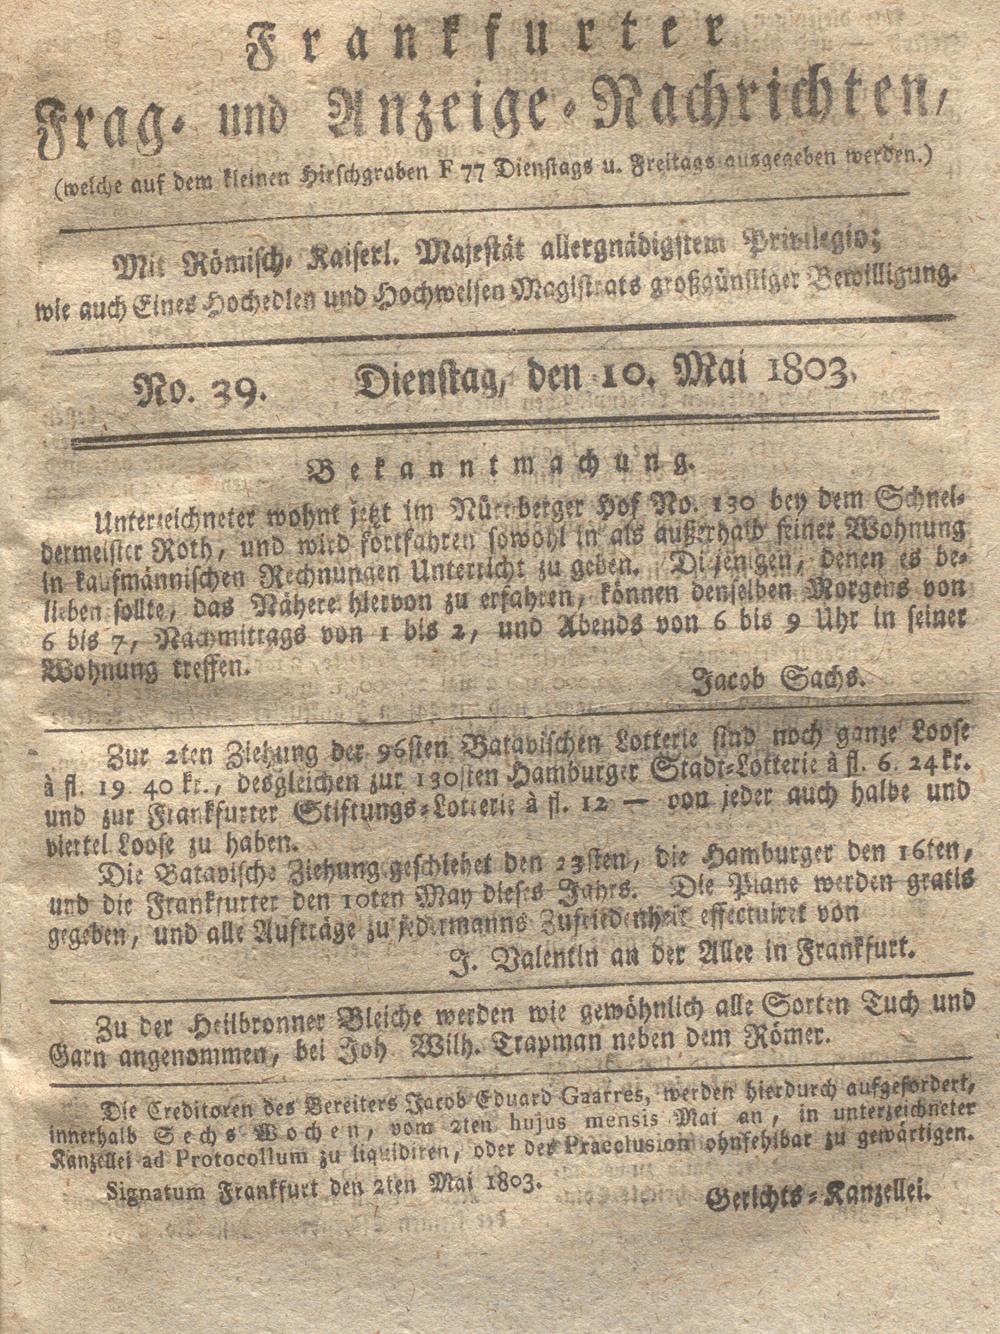 Frankfurter
Frag- und Anzeige-Nachrichten,
(welche auf dem kleinen Hirschgraben F 77 Dienstags u. Freitags ausgegeben werden.)
Mit Römisch- Kaiserl. Majestät allergnädigstem Privilegio;
wie auch Eines Hochedlen und Hochweisen Magistrats großgünstiger Bewilligung.
No. 39. Dienstag, den 10. Mai 1803.
Bekanntmachung.
Unterzeichneter wohnt jetzt im Nürnberger Hof No. 130 bey dem Schnei-
dermeister Roth, und wird fortfahren sowohl in als außerhalb seiner Wohnung
in kaufmännischen Rechnungen Unterricht zu geben. Diejenigen, denen es be-
lieben sollte, das Nähere hiervon zu erfahren, können denselben Morgens von
6 bis 7, Nachmittags von 1 bis 2, und Abends von 6 bis 9 Uhr in seiner
Wohnung treffen.
Jacob Sachs.
Zur 2ten Ziehung der 96sten Batavischen Lotterie sind noch ganze Loose
à fl. 19 40 kr., desgleichen zur 130sten Hamburger Stadt-Lotterie à fl. 6. 24 kr.
und zur Frankfurter Stiftungs-Lotterie à fl. 12 — von jeder auch halbe und
viertel Loose zu haben.
Die Batavische Ziehung geschiehet den 23sten, die Hamburger den 16ten,
und die Frankfurter den 10ten May dieses Jahrs. Die Plane werden gratis
gegeben, und alle Aufträge zu jedermanns Zufriedenheit effectuiret von
J. Valentin an der Allee in Frankfurt.
Zu der Heilbronner Bleiche werden wie gewöhnlich alle Sorten Tuch und
Garn angenommen, bei Joh Wilh. Trapman neben dem Römer.
Die Creditoren des Bereiters Jacob Eduard Gaarres, werden hierdurch aufgefordert,
innerhalb Sechs Wochen, vom 2ten hujus mensis Mai an, in unterzeichneter
Kanzellei ad Protocollum zu liquidiren, oder der Praeclusion ohnfehlbar zu gewärtigen.
Signatum Frankfurt den 2ten Mai 1803.
Gerichts-Kanzellei.